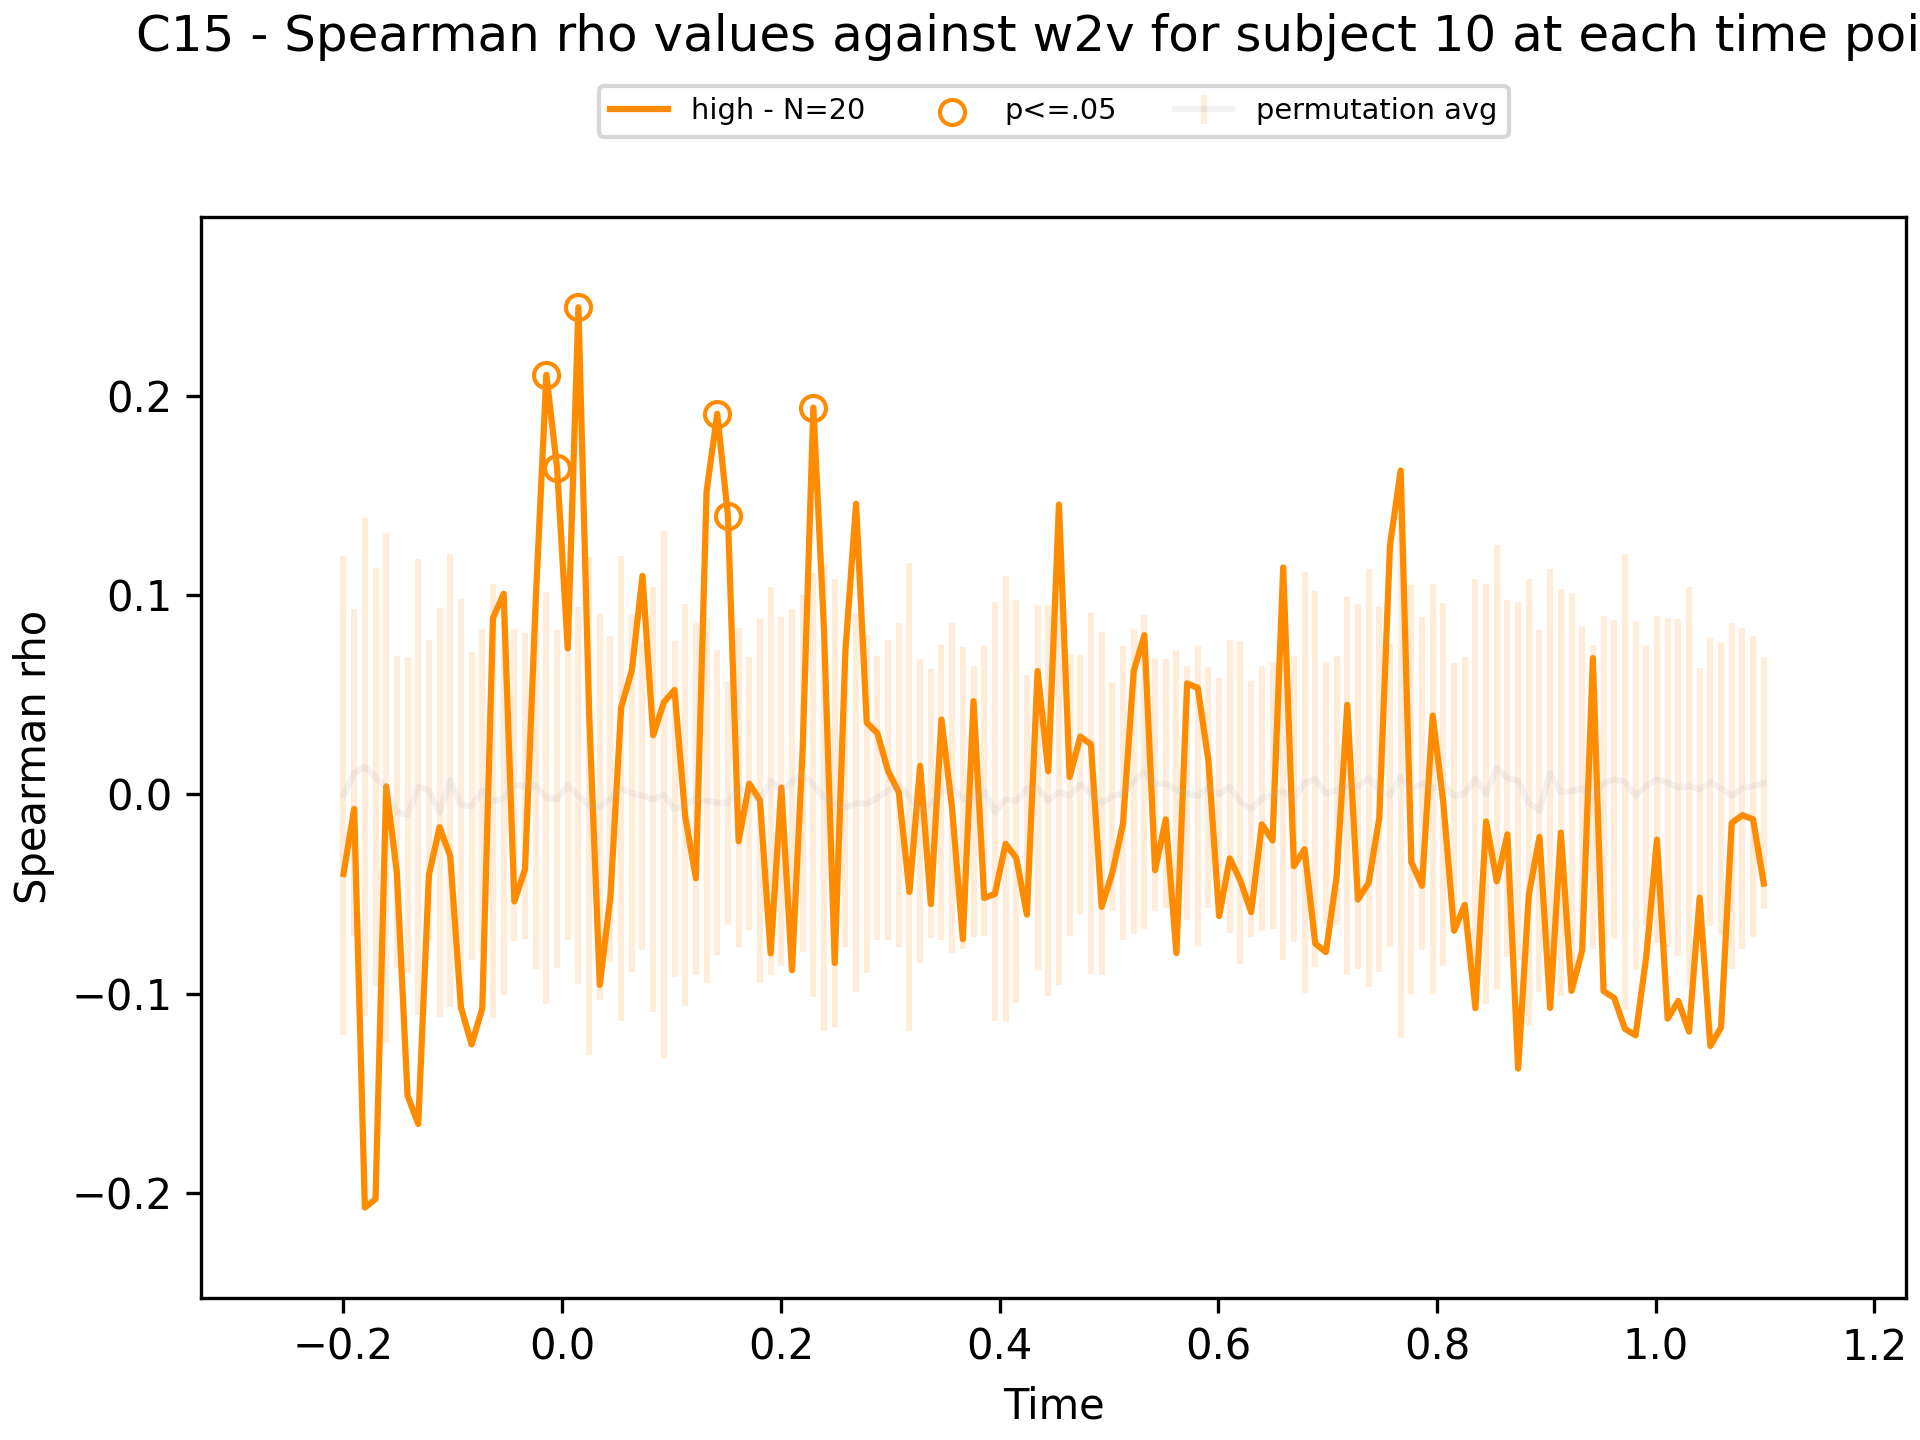 C15 - Spearman rho values against w2v for subject 10 at each time poi
high - N=20 p<=.05 permutation avg
Spearman rho
0.2
0.1
0.0
−0.1
−0.2
−0.2 0.0 0.2 0.4 0.6 0.8 1.0 1.2
Time